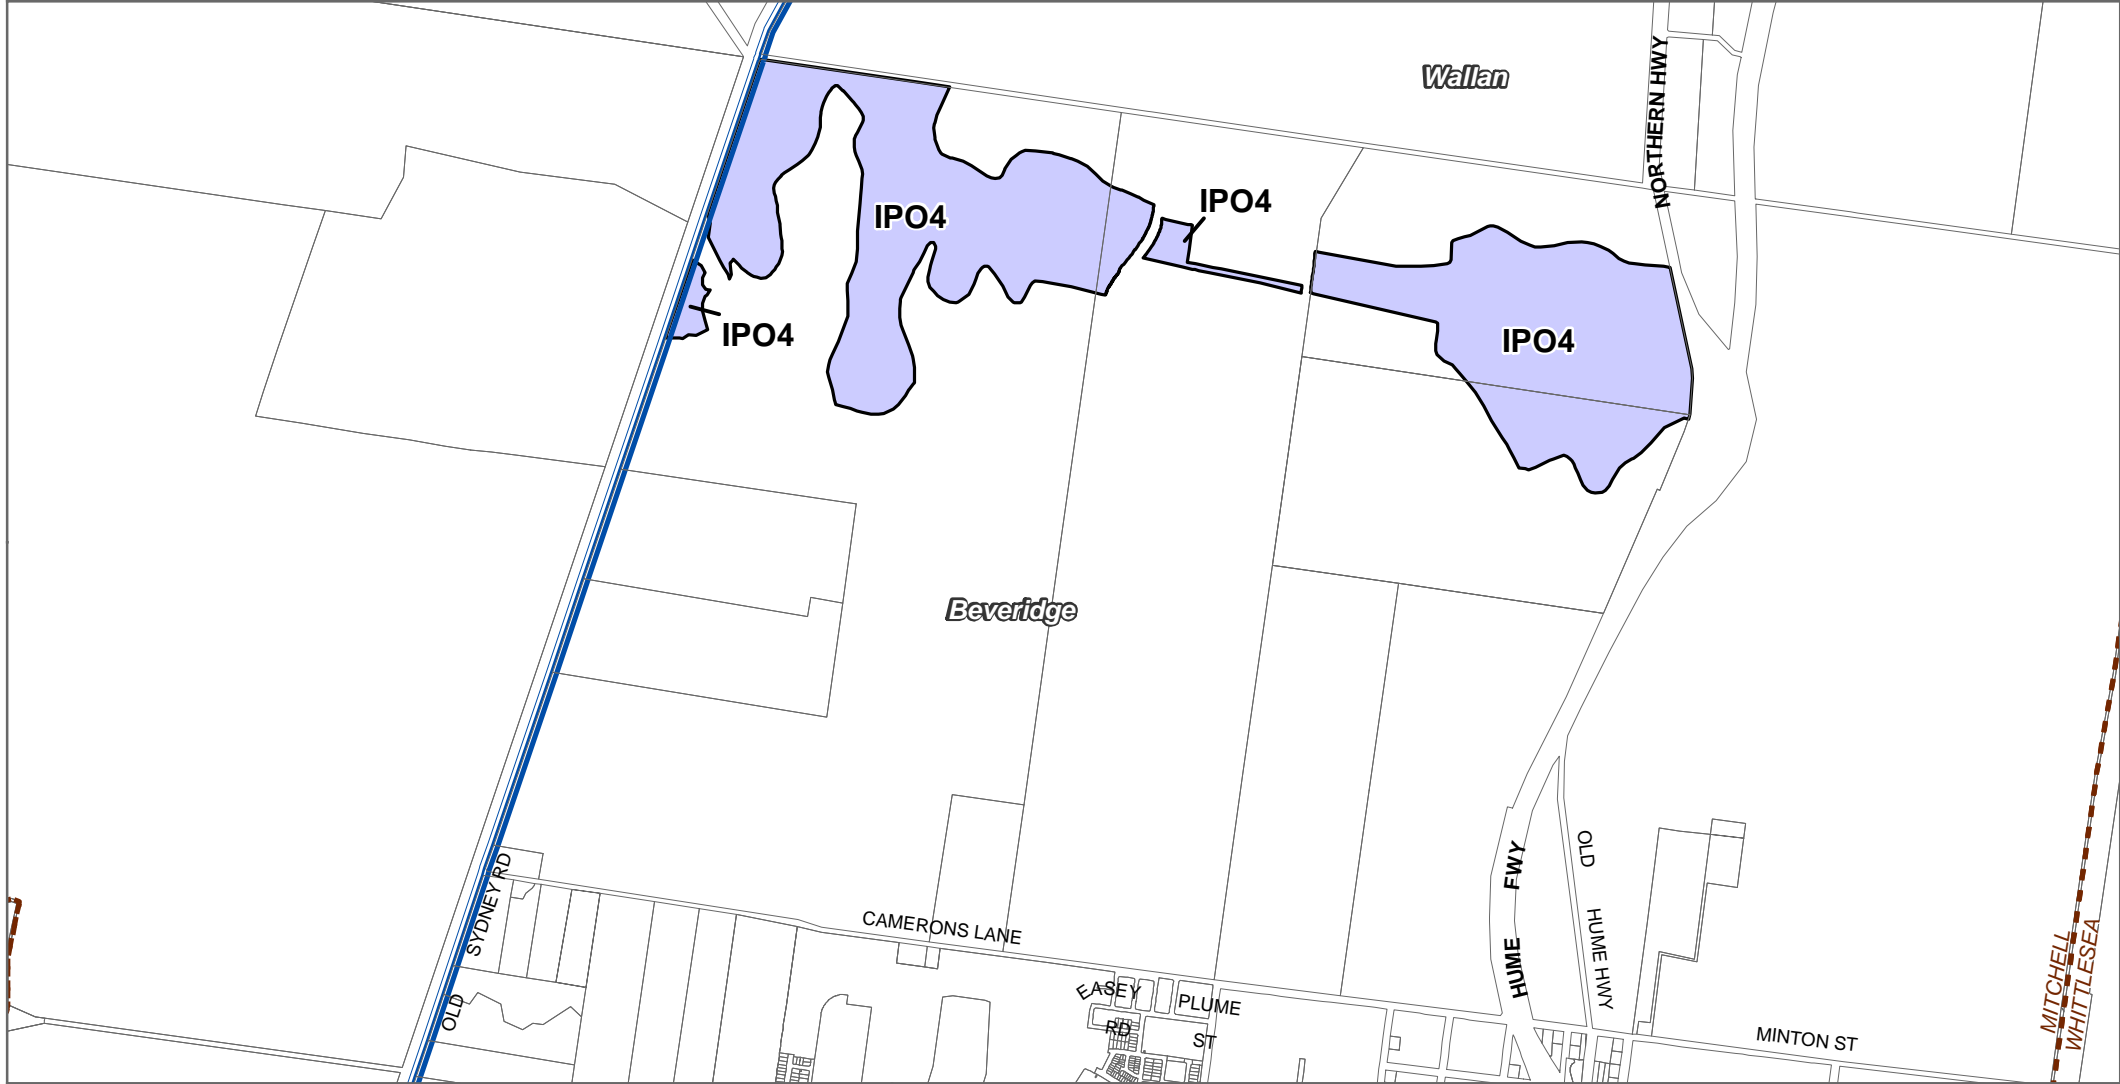 Wallan
NORTHERN HWY
IPO4
IPO4
IPO4
IPO4
Beveridge
OLD
SYDNEY RD
CAMERONS LANE
HUME
FWY
OLD
HUME HWY
EASEY
RD
PLUME
ST
MINTON ST
MITCHELL
WHITTLESEA